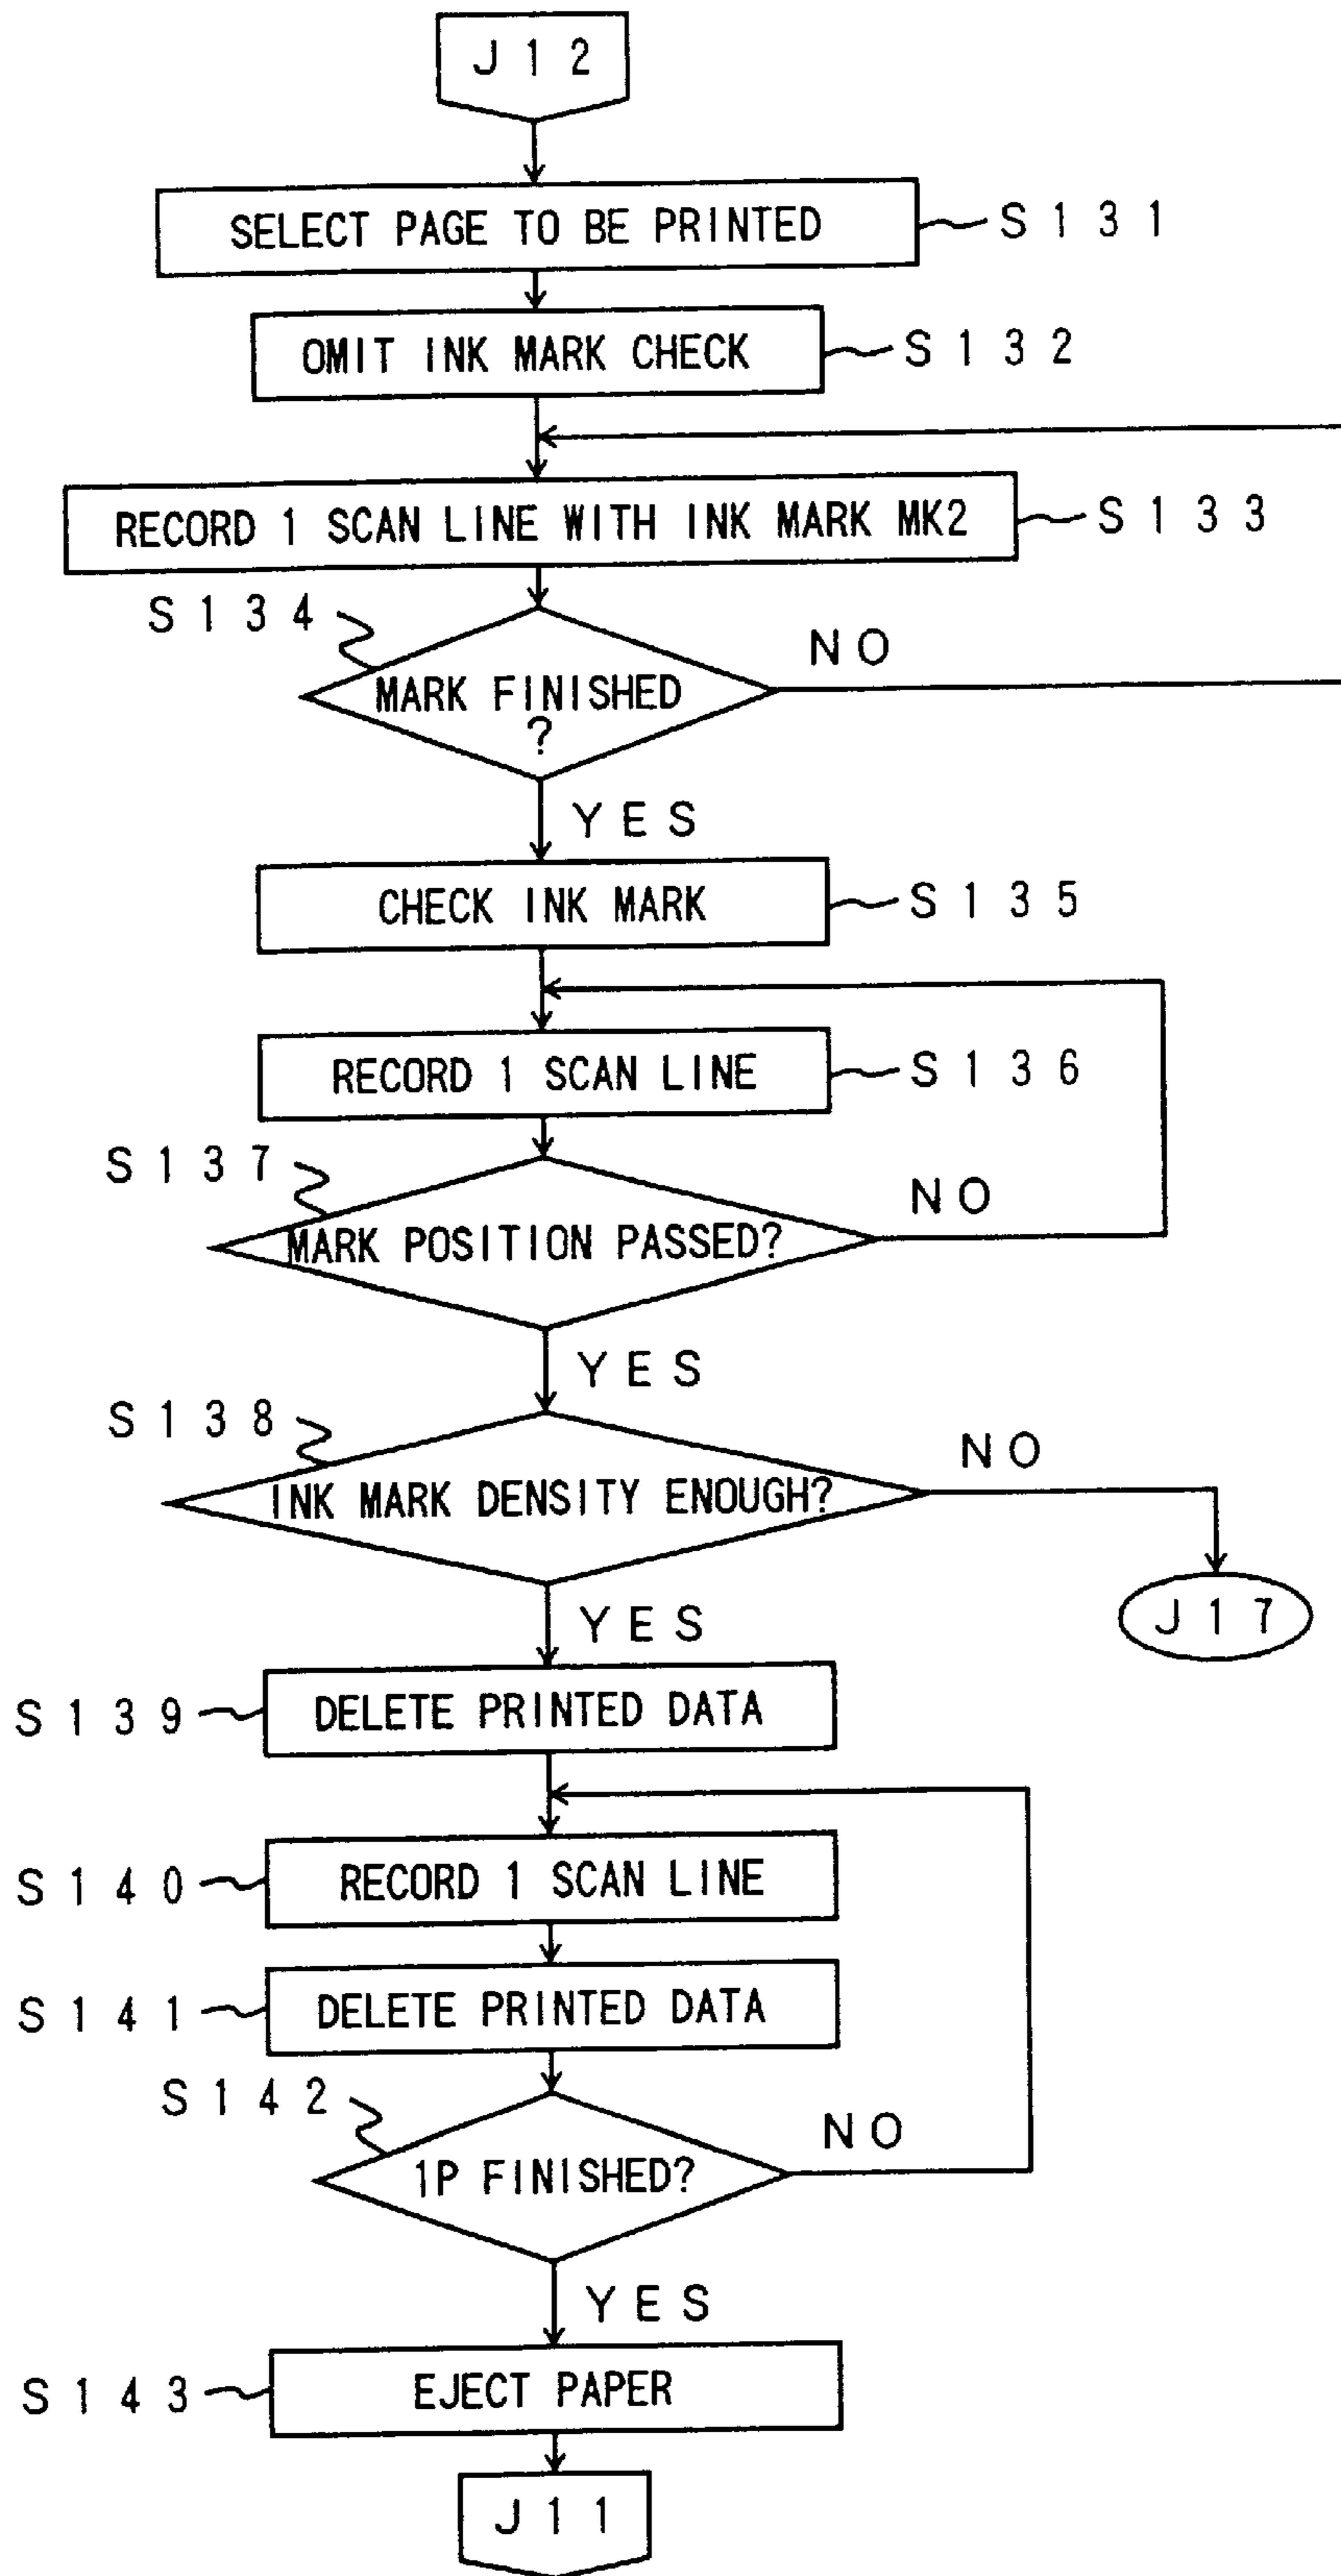 J12
SELECT PAGE TO BE PRINTED
S131
OMIT INK MARK CHECK
S132
RECORD 1 SCAN LINE WITH INK MARK MK2
S133
S134
MARK FINISHED
?
NO
YES
CHECK INK MARK
S135
RECORD 1 SCAN LINE
S136
S137
MARK POSITION PASSED?
NO
YES
S138
INK MARK DENSITY ENOUGH?
NO
J17
YES
S139
DELETE PRINTED DATA
S140
RECORD 1 SCAN LINE
S141
DELETE PRINTED DATA
S142
1P FINISHED?
NO
YES
S143
EJECT PAPER
J11